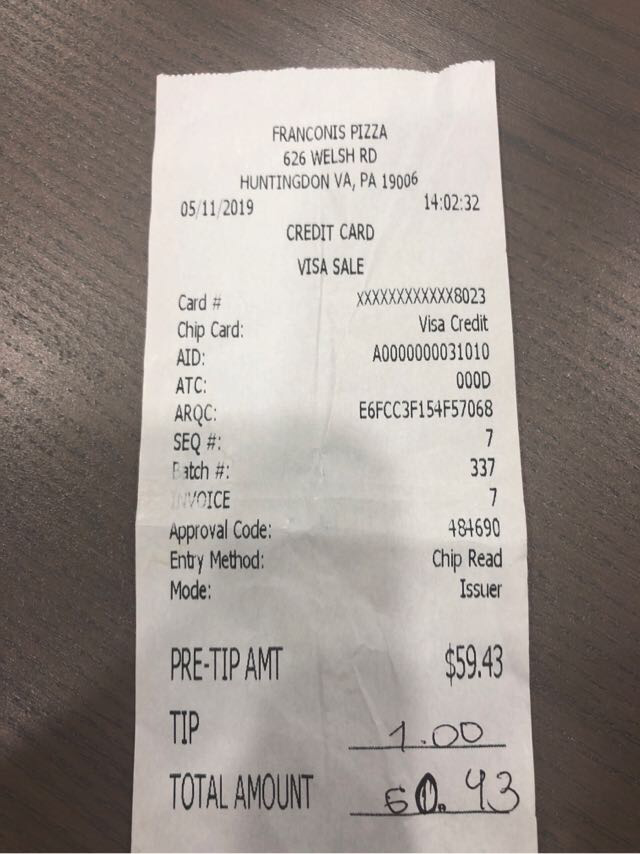 FRANCONIS PIZZA
626 WELSH RD
HUNTINGDON VA, PA 19006
05/11/2019 14:02:32
CREDIT CARD
VISA SALE
Card # XXXXXXXXXXXX8023
Chip Card: Visa Credit
AID: A0000000031010
ATC: 000D
ARQC: E6FCC3F154F57068
SEQ #: 7
Batch #: 337
INVOICE 7
Approval Code: 484690
Entry Method: Chip Read
Mode: Issuer
PRE-TIP AMT $59.43
TIP 1.00
TOTAL AMOUNT 60.43